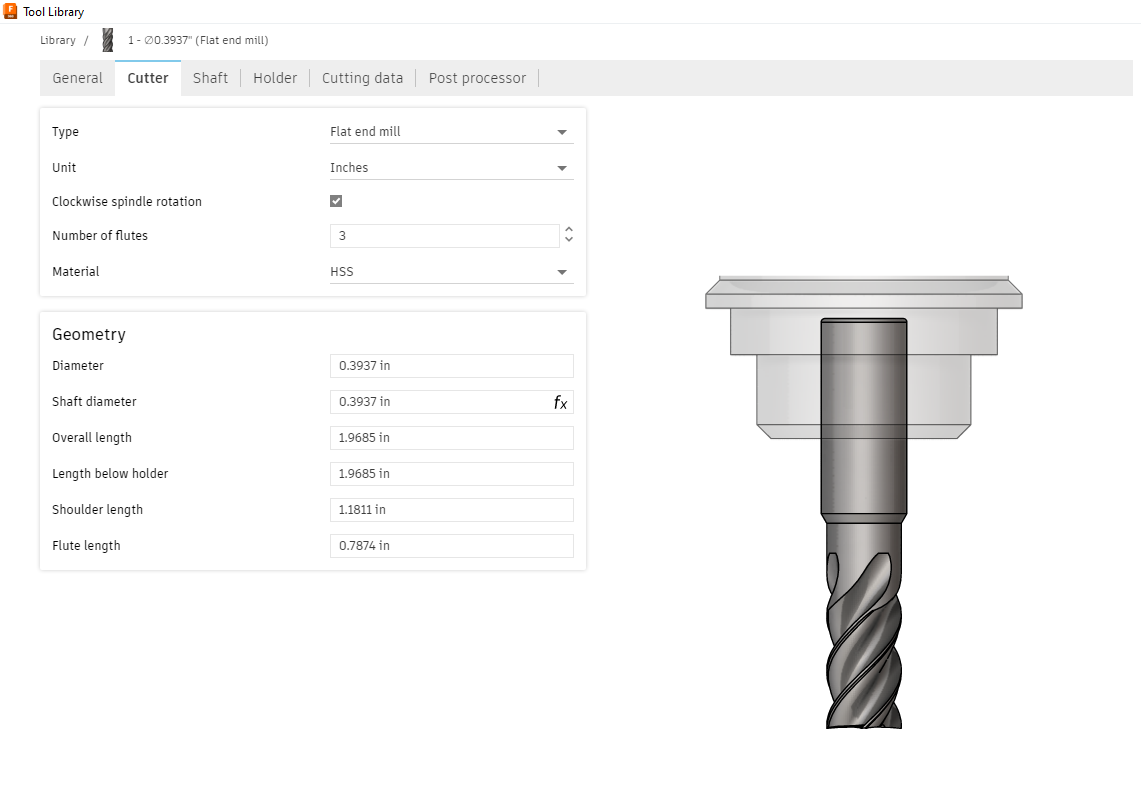 Tool Library
Library / 1 - ∅0.3937" (Flat end mill)
General Cutter Shaft Holder Cutting data Post processor
Type Flat end mill
Unit Inches
Clockwise spindle rotation
Number of flutes 3
Material HSS
Geometry
Diameter 0.3937 in
Shaft diameter 0.3937 in fx
Overall length 1.9685 in
Length below holder 1.9685 in
Shoulder length 1.1811 in
Flute length 0.7874 in